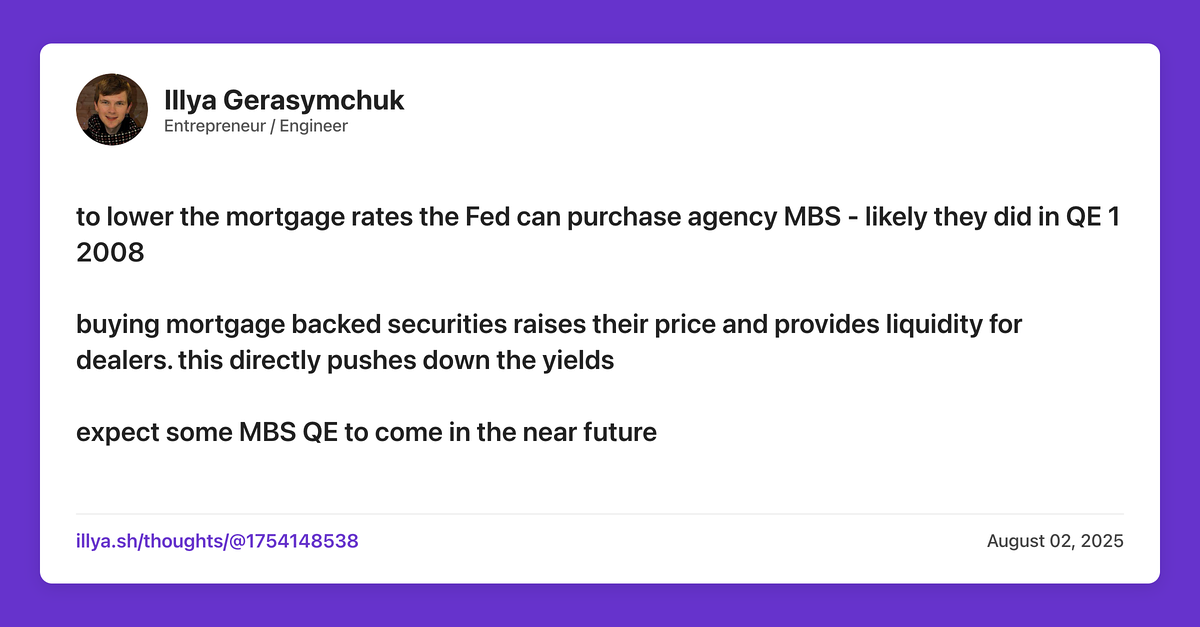 Illya Gerasymchuk
Entrepreneur / Engineer
to lower the mortgage rates the Fed can purchase agency MBS - likely they did in QE 1
2008
buying mortgage backed securities raises their price and provides liquidity for
dealers. this directly pushes down the yields
expect some MBS QE to come in the near future
illya.sh/thoughts/@1754148538
August 02, 2025